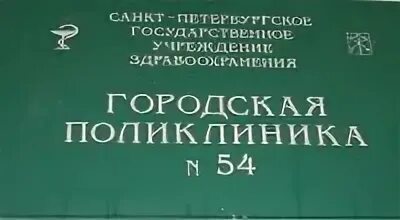 САНКТ-ПЕТЕРБУРГСКОЕ
ГОСУДАРСТВЕННОЕ
УЧРЕЖДЕНИЕ
ЗДРАВООХРАНЕНИЯ
ГОРОДСКАЯ
ПОЛИКЛИНИКА
N 54